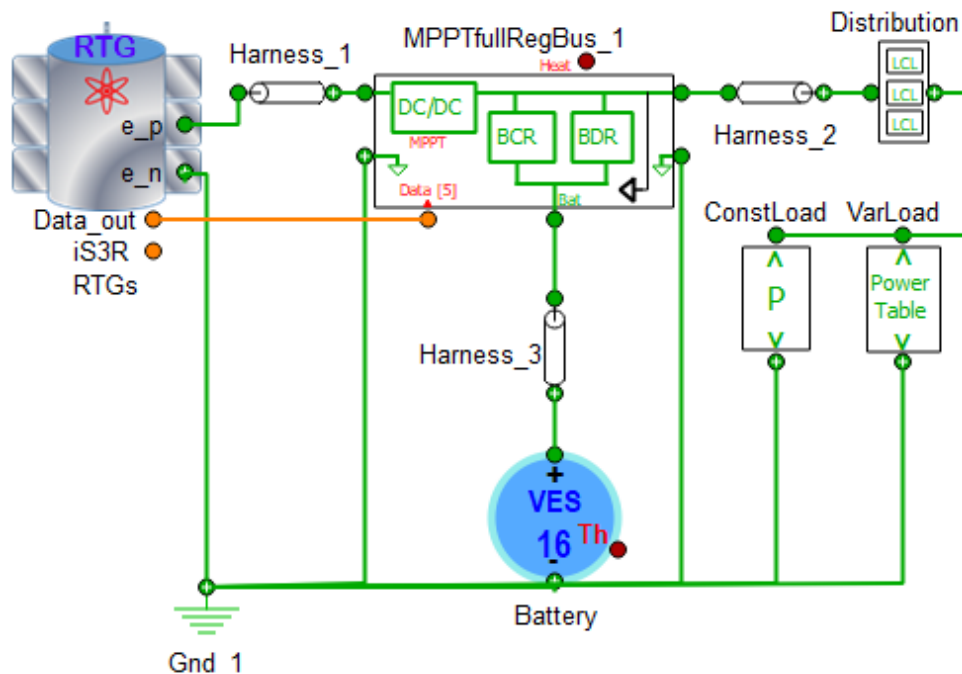 RTG
e_p
e_n
Data_out
iS3R
RTGs
Harness_1
MPPTfullRegBus_1
Heat
DC/DC
MPPT
BCR
BDR
Data [5]
Bat
Harness_2
Distribution
LCL
LCL
LCL
ConstLoad
VarLoad
P
Power
Table
Harness_3
+
VES
16
Th
-
Battery
Gnd_1